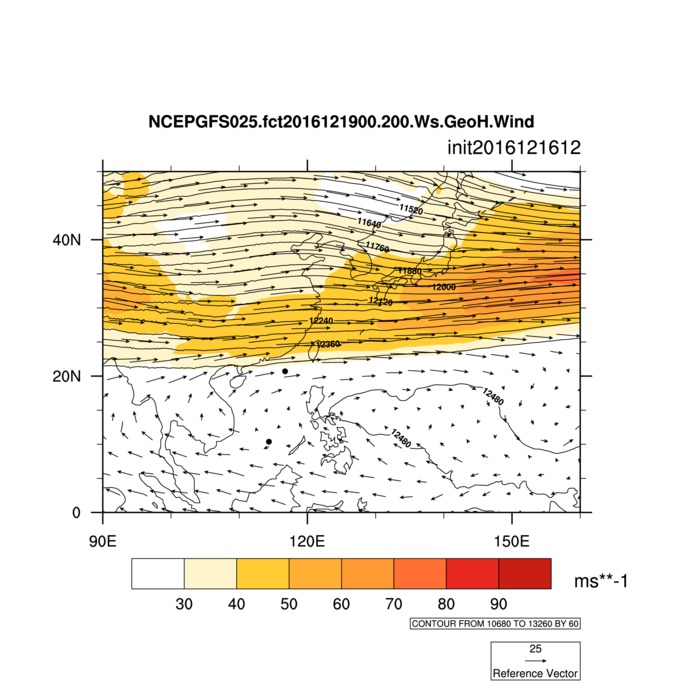 NCEPGFS025.fct2016121900.200.Ws.GeoH.Wind
init2016121612
11520
11640
11760
11880
12000
12120
12240
12360
12480
12480
40N
20N
0
90E 120E 150E
30 40 50 60 70 80 90
ms**-1
CONTOUR FROM 10680 TO 13260 BY 60
25
Reference Vector